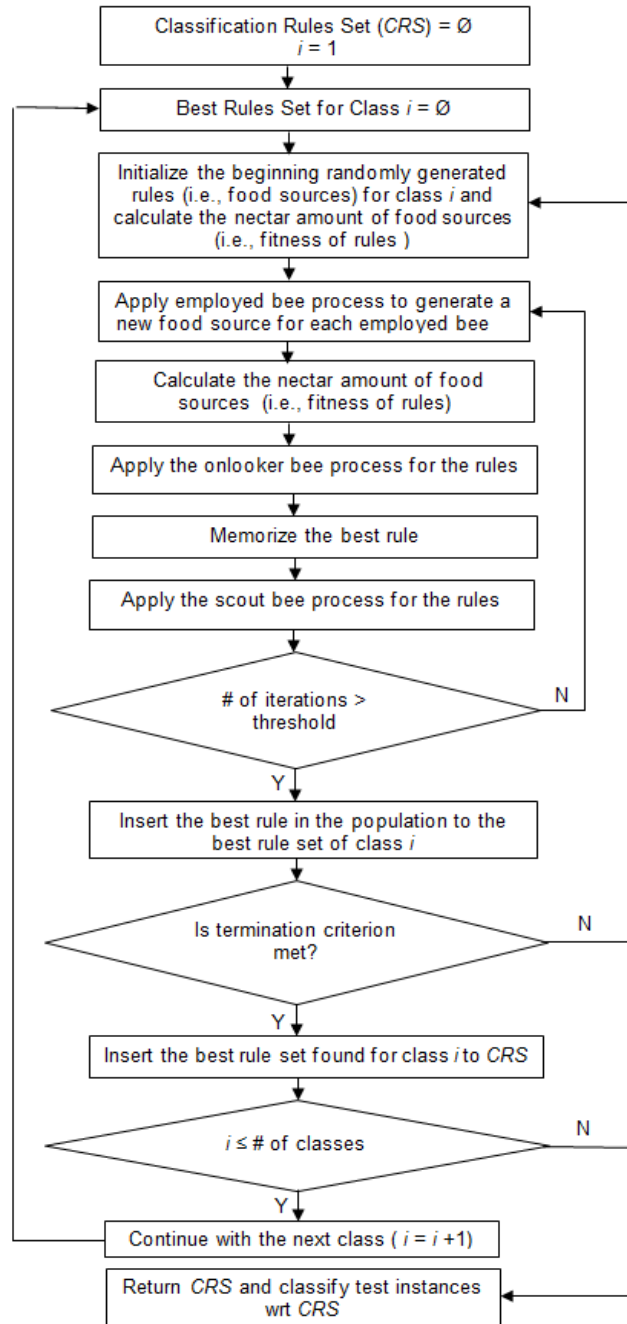 Classification Rules Set (CRS) = Ø
i = 1
Best Rules Set for Class i = Ø
Initialize the beginning randomly generated
rules (i.e., food sources) for class i and
calculate the nectar amount of food sources
(i.e., fitness of rules )
Apply employed bee process to generate a
new food source for each employed bee
Calculate the nectar amount of food
sources (i.e., fitness of rules)
Apply the onlooker bee process for the rules
Memorize the best rule
Apply the scout bee process for the rules
# of iterations >
threshold
N
Y
Insert the best rule in the population to the
best rule set of class i
Is termination criterion
met?
N
Y
Insert the best rule set found for class i to CRS
i ≤ # of classes
N
Y
Continue with the next class ( i = i +1)
Return CRS and classify test instances
wrt CRS